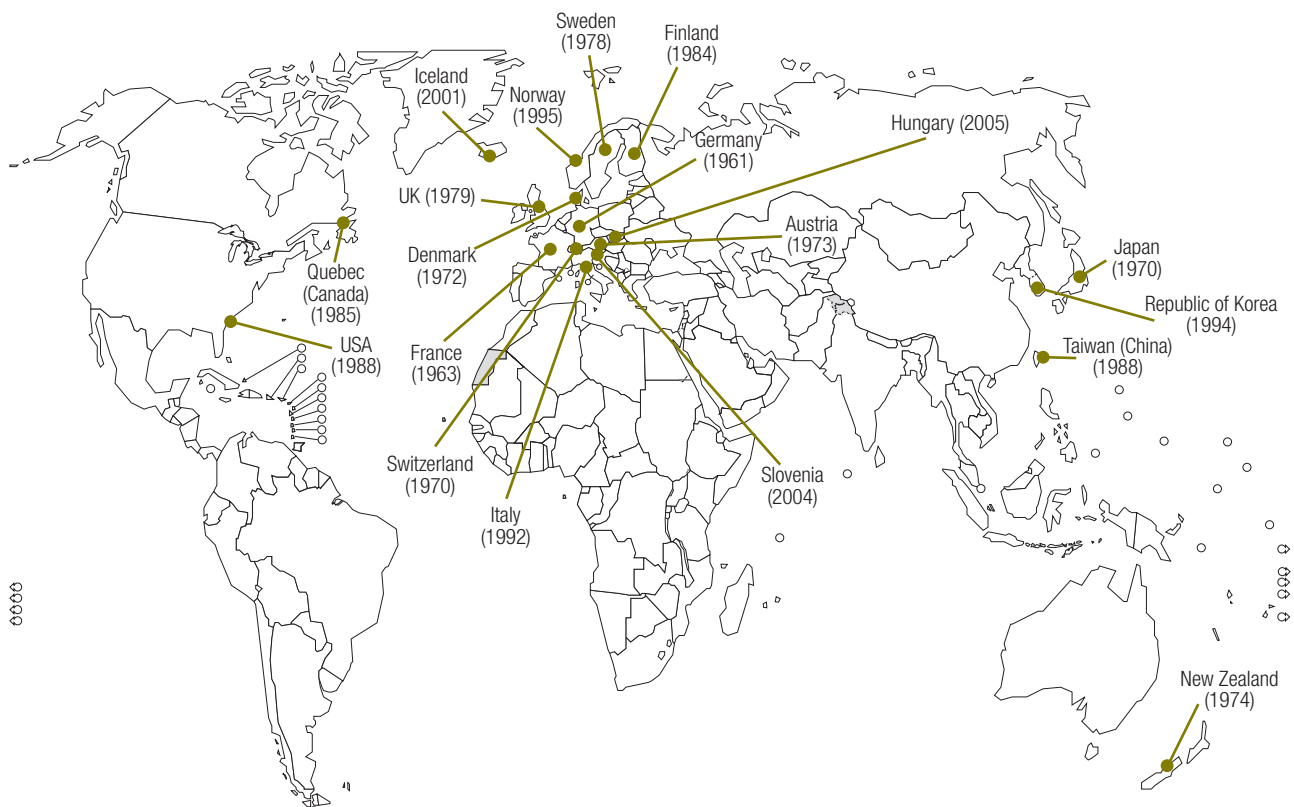 Sweden
(1978)
Finland
(1984)
Iceland
(2001)
Norway
(1995)
Hungary (2005)
Germany
(1961)
UK (1979)
Austria
(1973)
Denmark
(1972)
Japan
(1970)
Quebec
(Canada)
(1985)
Republic of Korea
(1994)
USA
(1988)
France
(1963)
Taiwan (China)
(1988)
Switzerland
(1970)
Slovenia
(2004)
Italy
(1992)
New Zealand
(1974)